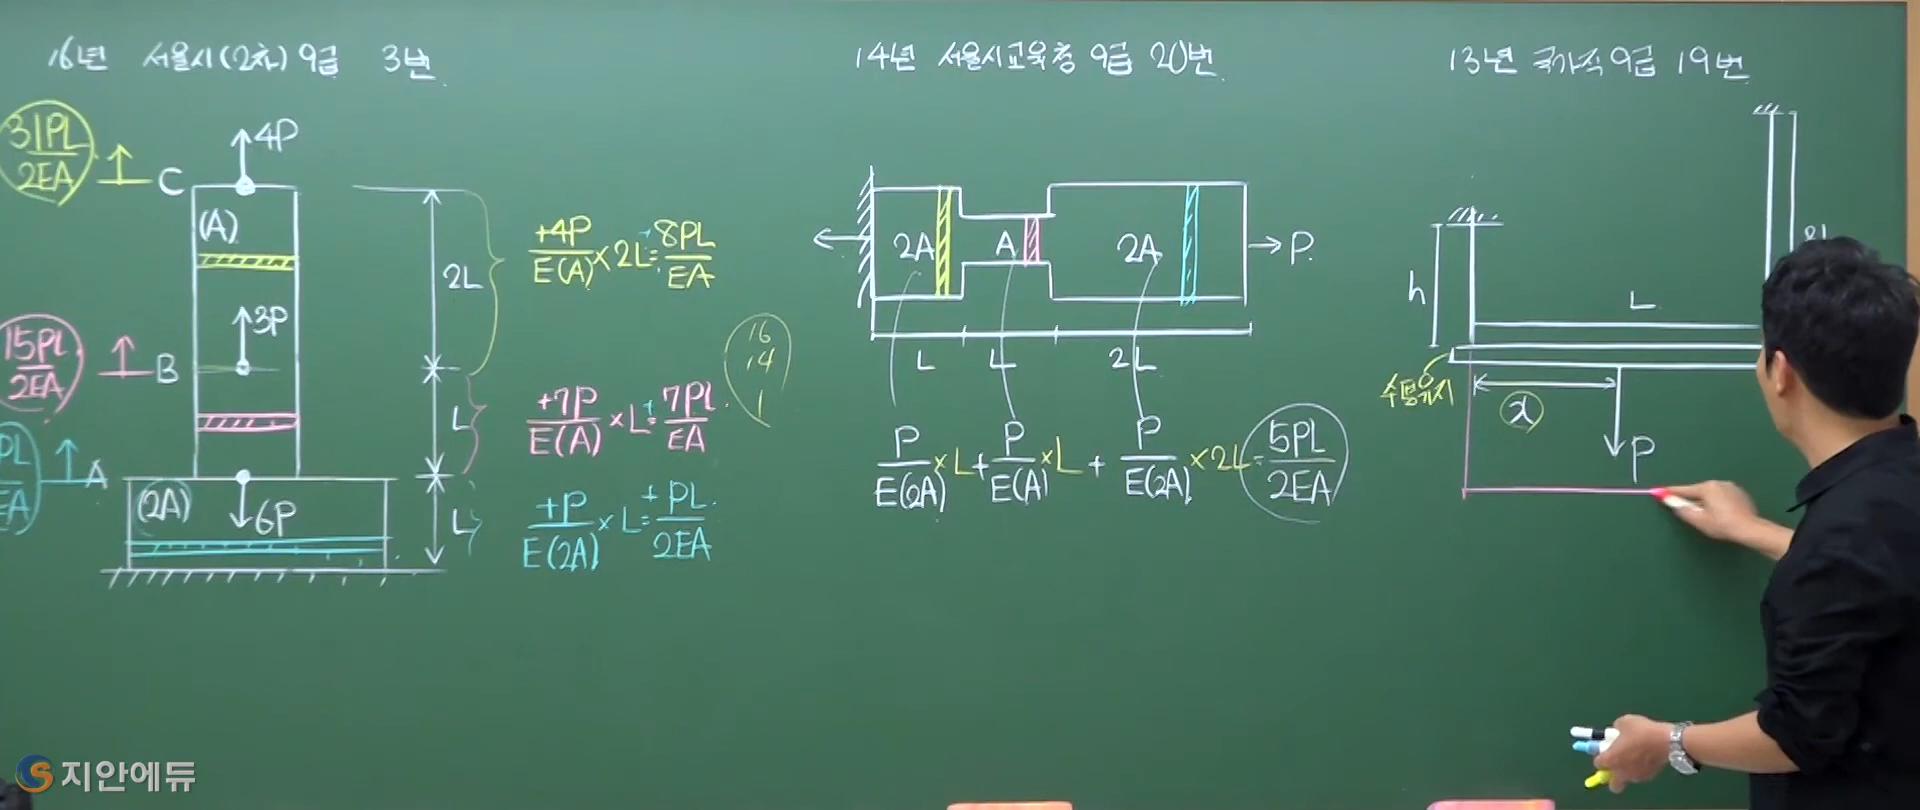 16년 서울시(2차) 9급 3번
31PL
2EA
C
4P
(A)
2L
+4P
E(A)
×2L=
+8PL
EA
15PL
2EA
B
3P
L
+7P
E(A)
×L=
+7PL
EA
PL
EA
A
(2A)
6P
L
+P
E(2A)
×L=
+PL
2EA
16
14
1
14년 서울시교육청 9급 20번
2A
A
2A
P
L
L
2L
P
E(2A)
×L+
P
E(A)
×L+
P
E(2A)
×2L=
5PL
2EA
13년 국가직 9급 19번
h
L
수평유지
x
P
지안에듀